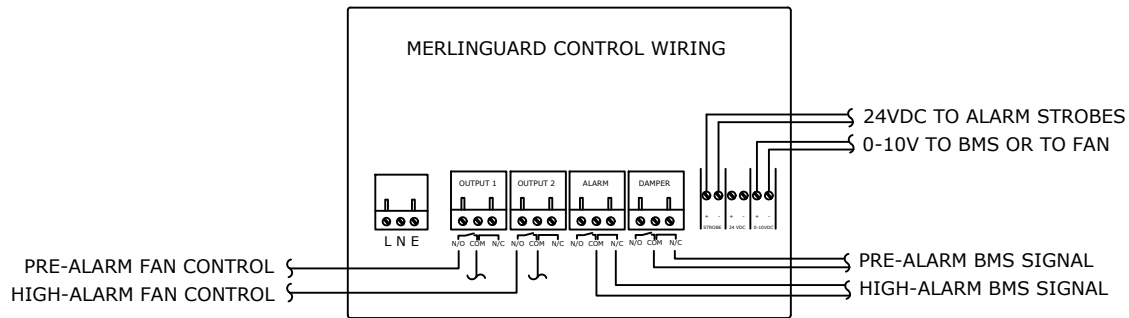 MERLINGUARD CONTROL WIRING
24VDC TO ALARM STROBES
0-10V TO BMS OR TO FAN
OUTPUT 1 OUTPUT 2 ALARM DAMPER
+ - + - + -
STROBE 24 VDC 0-10VDC
L N E
N/O COM N/C N/O COM N/C N/O COM N/C N/O COM N/C
PRE-ALARM FAN CONTROL
HIGH-ALARM FAN CONTROL
PRE-ALARM BMS SIGNAL
HIGH-ALARM BMS SIGNAL